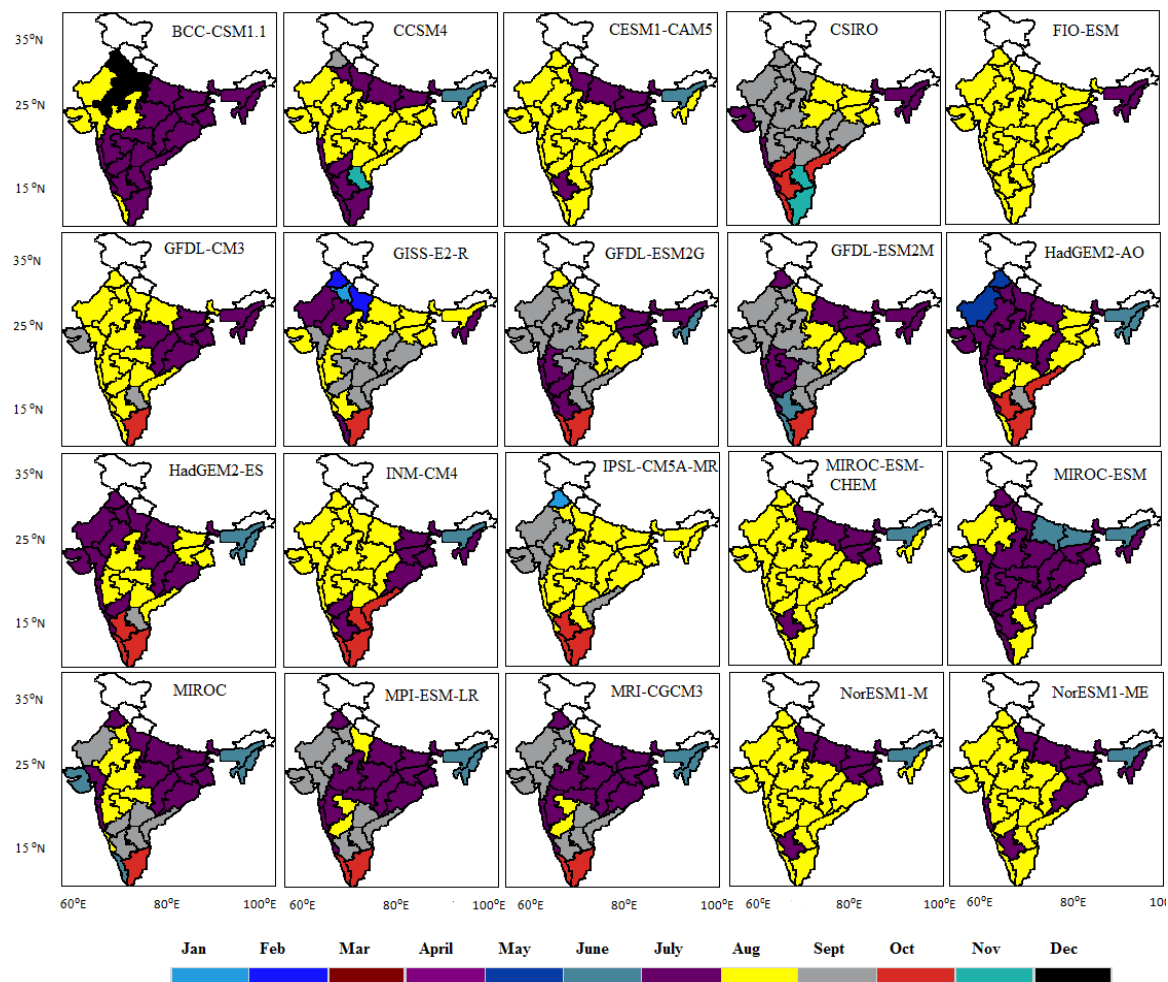 BCC-CSM1.1
CCSM4
CESM1-CAM5
CSIRO
FIO-ESM
35°N
25°N
15°N
GFDL-CM3
GISS-E2-R
GFDL-ESM2G
GFDL-ESM2M
HadGEM2-AO
35°N
25°N
15°N
HadGEM2-ES
INM-CM4
IPSL-CM5A-MR
MIROC-ESM-
CHEM
MIROC-ESM
35°N
25°N
15°N
MIROC
MPI-ESM-LR
MRI-CGCM3
NorESM1-M
NorESM1-ME
35°N
25°N
15°N
60°E 80°E 100°E 80°E 100°E 80°E 100°E 60°E 80°E 100°E 60°E 80°E 100
Jan Feb Mar April May June July Aug Sept Oct Nov Dec